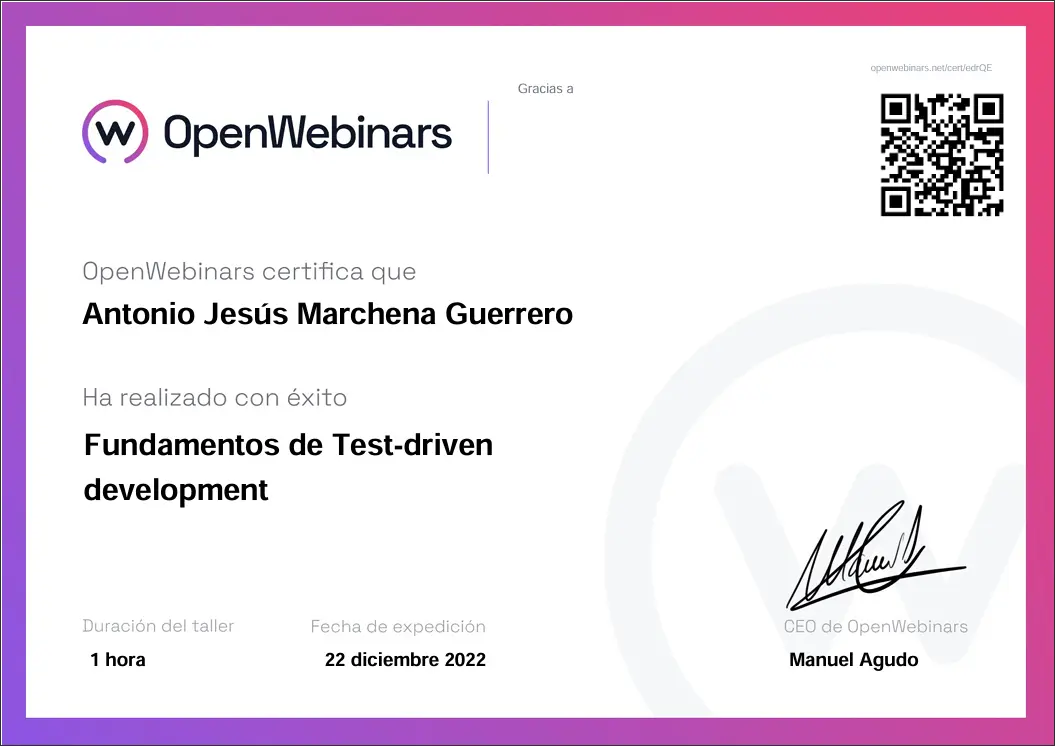 openwebinars.net/cert/edrQE
Gracias a
OpenWebinars
OpenWebinars certifica que
Antonio Jesús Marchena Guerrero
Ha realizado con éxito
Fundamentos de Test-driven
development
Duración del taller
Fecha de expedición
CEO de OpenWebinars
1 hora
22 diciembre 2022
Manuel Agudo